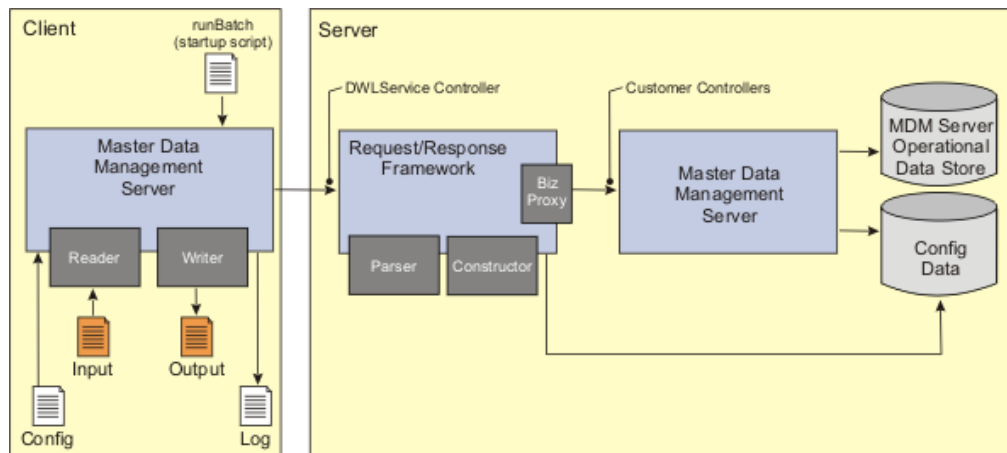 Client
runBatch
(startup script)
Master Data
Management
Server
Reader
Writer
Input
Output
Config
Log
Server
DWLService Controller
Customer Controllers
Request/Response
Framework
Biz
Proxy
Parser
Constructor
Master Data
Management
Server
MDM Server
Operational
Data Store
Config
Data